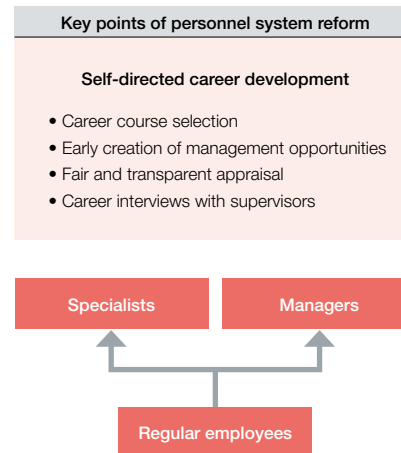 Key points of personnel system reform
Self-directed career development
• Career course selection
• Early creation of management opportunities
• Fair and transparent appraisal
• Career interviews with supervisors
Specialists
Managers
Regular employees